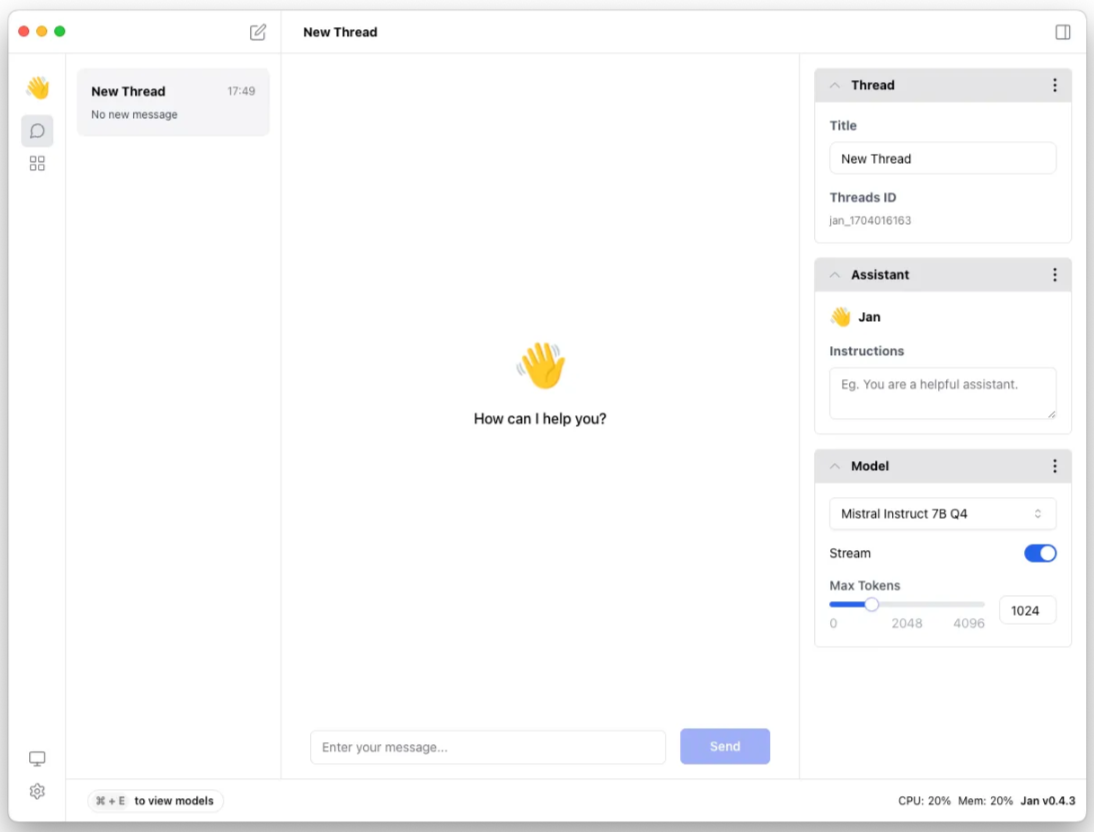 New Thread
New Thread 17:49
No new message
How can I help you?
Enter your message...
Send
Thread
Title
New Thread
Threads ID
jan_1704016163
Assistant
Jan
Instructions
Eg. You are a helpful assistant.
Model
Mistral Instruct 7B Q4
Stream
Max Tokens
1024
0 2048 4096
⌘ + E to view models
CPU: 20% Mem: 20% Jan v0.4.3